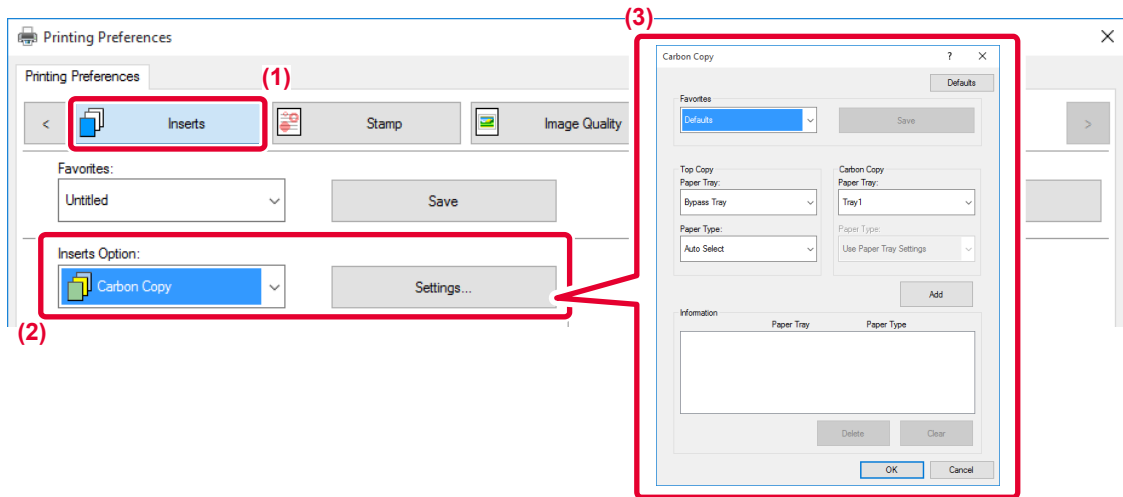 (3)
Printing Preferences
Printing Preferences
(1)
<
Inserts
Stamp
Image Quality
>
Favorites:
Untitled
Save
Inserts Option:
Carbon Copy
Settings...
(2)
Carbon Copy
?
Defaults
Favorites
Defaults
Save
Top Copy
Paper Tray:
Bypass Tray
Paper Type:
Auto Select
Carbon Copy
Paper Tray:
Tray1
Paper Type:
Use Paper Tray Settings
Add
Information
Paper Tray Paper Type
Delete Clear
OK Cancel